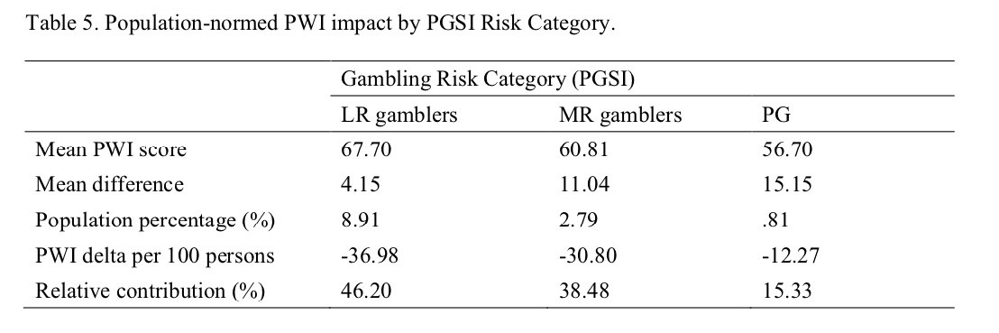 Table 5. Population-normed PWI impact by PGSI Risk Category.
Gambling Risk Category (PGSI)
LR gamblers MR gamblers PG
Mean PWI score 67.70 60.81 56.70
Mean difference 4.15 11.04 15.15
Population percentage (%) 8.91 2.79 .81
PWI delta per 100 persons -36.98 -30.80 -12.27
Relative contribution (%) 46.20 38.48 15.33